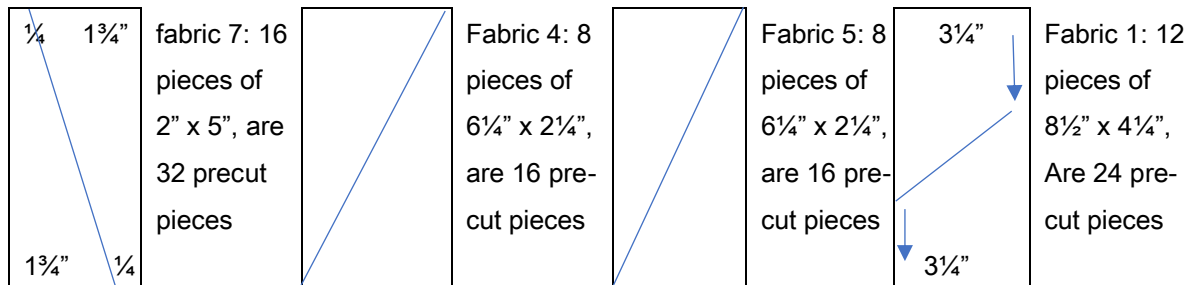 ¼ 1¾”
1¾” ¼
fabric 7: 16
pieces of
2” x 5”, are
32 precut
pieces
Fabric 4: 8
pieces of
6¼” x 2¼”,
are 16 pre-
cut pieces
Fabric 5: 8
pieces of
6¼” x 2¼”,
are 16 pre-
cut pieces
3¼”
3¼”
Fabric 1: 12
pieces of
8½” x 4¼”,
Are 24 pre-
cut pieces